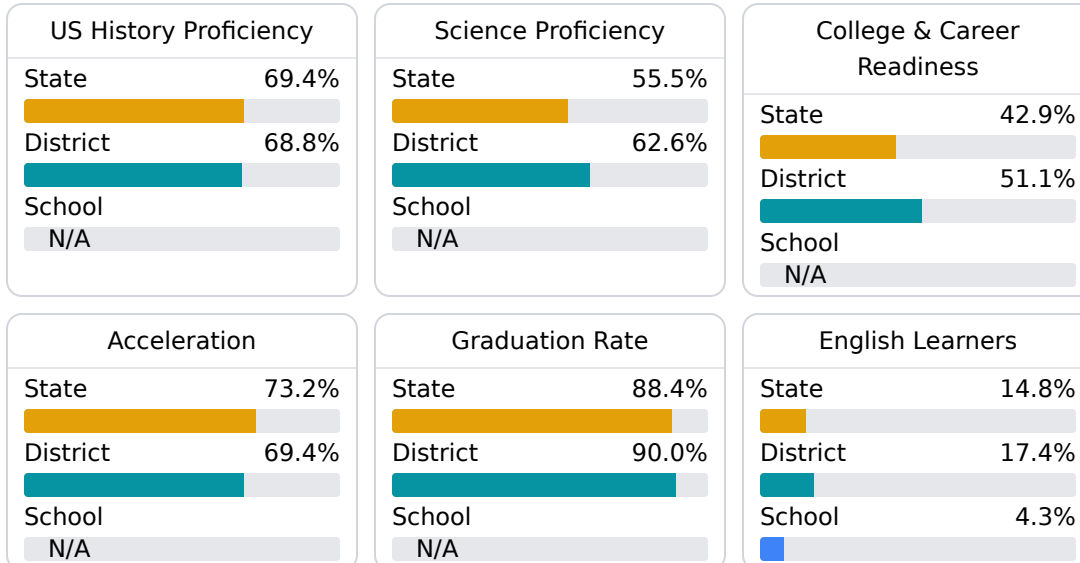 US History Proficiency
State 69.4%
District 68.8%
School
N/A
Science Proficiency
State 55.5%
District 62.6%
School
N/A
College & Career
Readiness
State 42.9%
District 51.1%
School
N/A
Acceleration
State 73.2%
District 69.4%
School
N/A
Graduation Rate
State 88.4%
District 90.0%
School
N/A
English Learners
State 14.8%
District 17.4%
School 4.3%